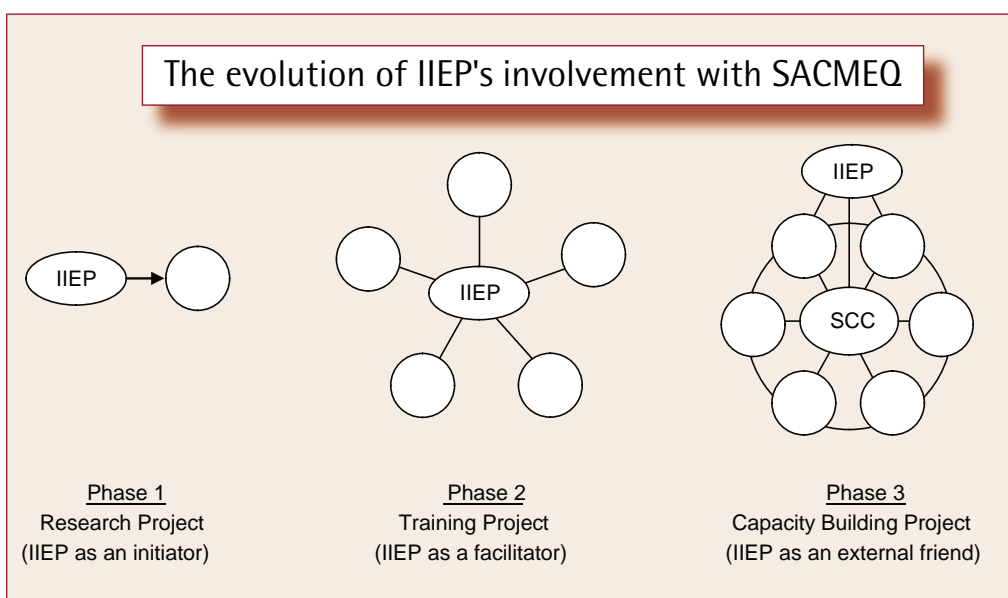 The evolution of IIEP's involvement with SACMEQ
IIEP
IIEP
IIEP
SCC
Phase 1
Research Project
(IIEP as an initiator)
Phase 2
Training Project
(IIEP as a facilitator)
Phase 3
Capacity Building Project
(IIEP as an external friend)